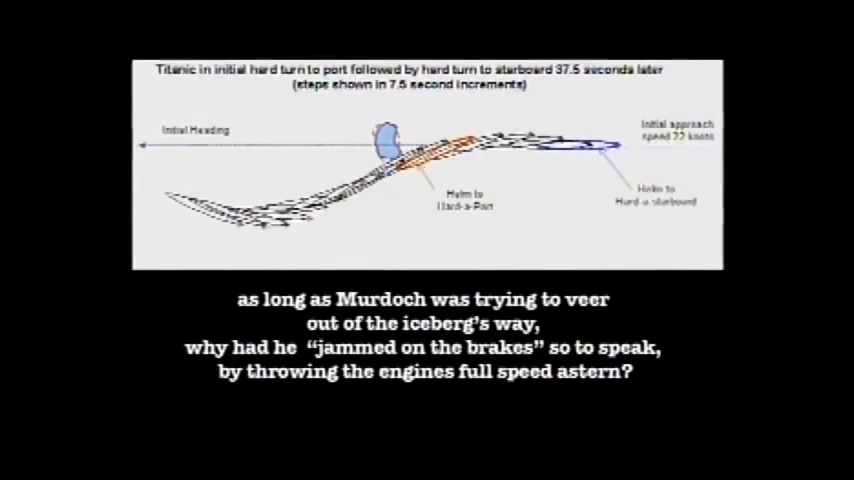 Titanic in initial hard turn to port followed by hard turn to starboard 37.5 seconds later
(steps shown in 7.5 second increments)
Initial Heading
Initial approach
speed 22 knots
Helm to
Hard-a-Port
Helm to
Hard-a-starboard
as long as Murdoch was trying to veer
out of the iceberg's way,
why had he “jammed on the brakes” so to speak,
by throwing the engines full speed astern?